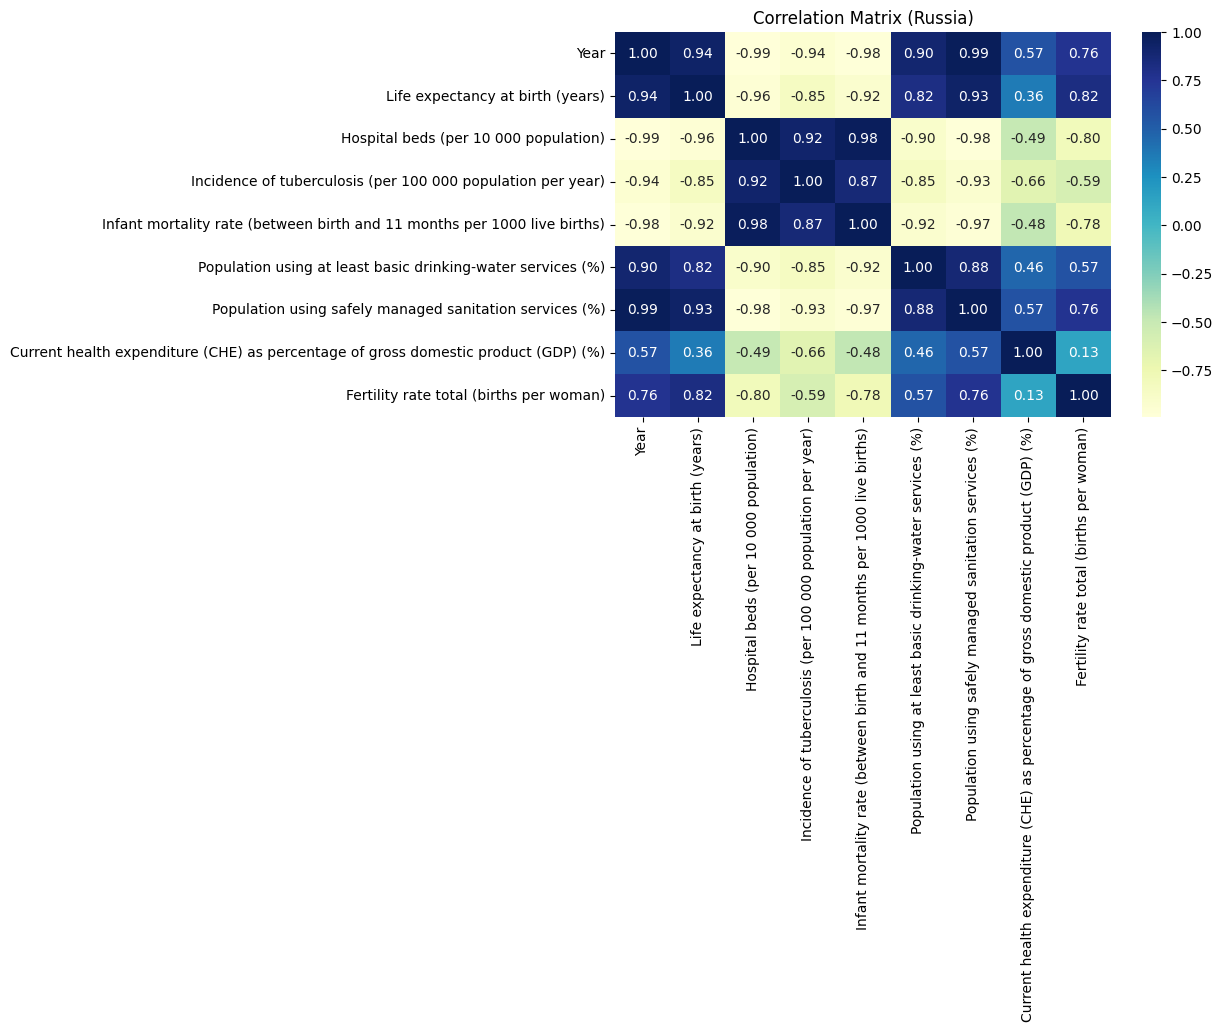 Correlation Matrix (Russia)
Year 1.00 0.94 -0.99 -0.94 -0.98 0.90 0.99 0.57 0.76
Life expectancy at birth (years) 0.94 1.00 -0.96 -0.85 -0.92 0.82 0.93 0.36 0.82
Hospital beds (per 10 000 population) -0.99 -0.96 1.00 0.92 0.98 -0.90 -0.98 -0.49 -0.80
Incidence of tuberculosis (per 100 000 population per year) -0.94 -0.85 0.92 1.00 0.87 -0.85 -0.93 -0.66 -0.59
Infant mortality rate (between birth and 11 months per 1000 live births) -0.98 -0.92 0.98 0.87 1.00 -0.92 -0.97 -0.48 -0.78
Population using at least basic drinking-water services (%) 0.90 0.82 -0.90 -0.85 -0.92 1.00 0.88 0.46 0.57
Population using safely managed sanitation services (%) 0.99 0.93 -0.98 -0.93 -0.97 0.88 1.00 0.57 0.76
Current health expenditure (CHE) as percentage of gross domestic product (GDP) (%) 0.57 0.36 -0.49 -0.66 -0.48 0.46 0.57 1.00 0.13
Fertility rate total (births per woman) 0.76 0.82 -0.80 -0.59 -0.78 0.57 0.76 0.13 1.00
Year
Life expectancy at birth (years)
Hospital beds (per 10 000 population)
Incidence of tuberculosis (per 100 000 population per year)
Infant mortality rate (between birth and 11 months per 1000 live births)
Population using at least basic drinking-water services (%)
Population using safely managed sanitation services (%)
Current health expenditure (CHE) as percentage of gross domestic product (GDP) (%)
Fertility rate total (births per woman)
1.00
0.75
0.50
0.25
0.00
−0.25
−0.50
−0.75